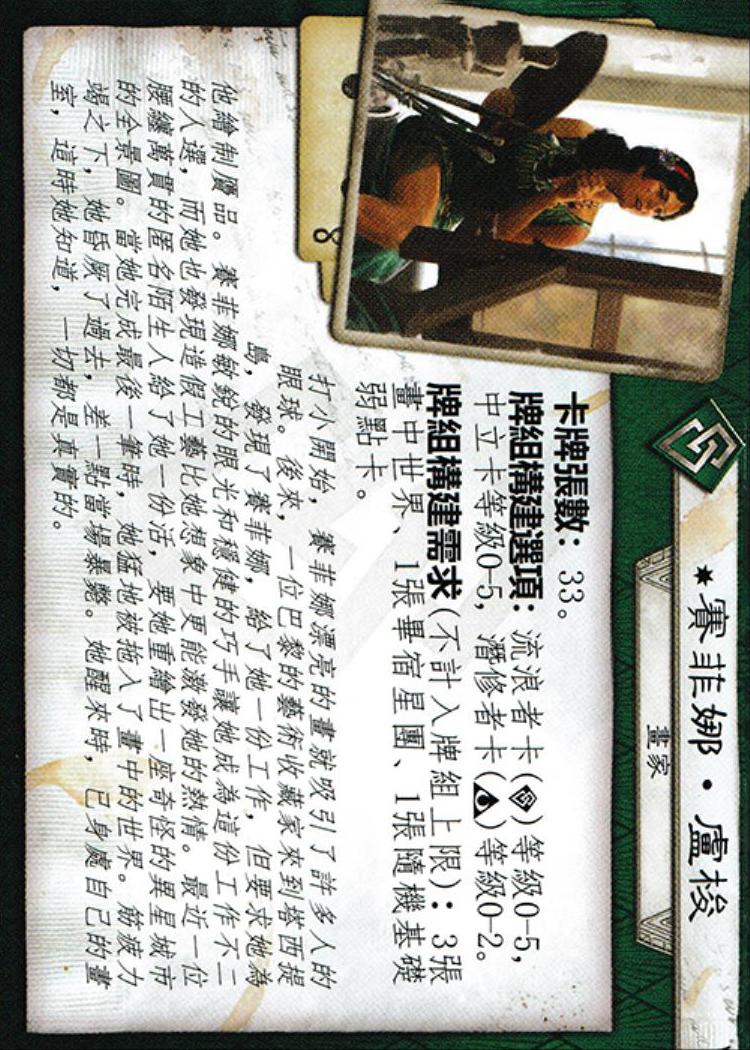 ✷賽菲娜·盧梭
畫家
卡牌張數：33。
牌組構建選項：流浪者卡()等級0-5，
中立卡等級0-5，潛修者卡()等級0-2。
牌組構建需求(不計入牌組上限)：3張
畫中世界、1張畢宿星團、1張隨機基礎
弱點卡。
打小開始，賽菲娜漂亮的畫就吸引了許多人的
眼球。後來，一位巴黎的藝術收藏家來到塔西提
島，發現了賽菲娜，給了她一份工作，但要求她為
他繪制贗品。賽菲娜敏銳的眼光和穩健的巧手讓她成為這份工作不二
的人選，而她也發現造假工藝比她想象中更能激發她的熱情。最近一位
腰纏萬貫的匿名陌生人給了她一份活，要她重繪出一座奇怪的異星城市
的全景圖。當她完成最後一筆時，她猛地被拖入了畫中的世界。筋疲力
竭之下，她昏厥了過去，差一點當場暴斃。她醒來時，已身處自己的畫
室，這時她知道，一切都是真實的。
8